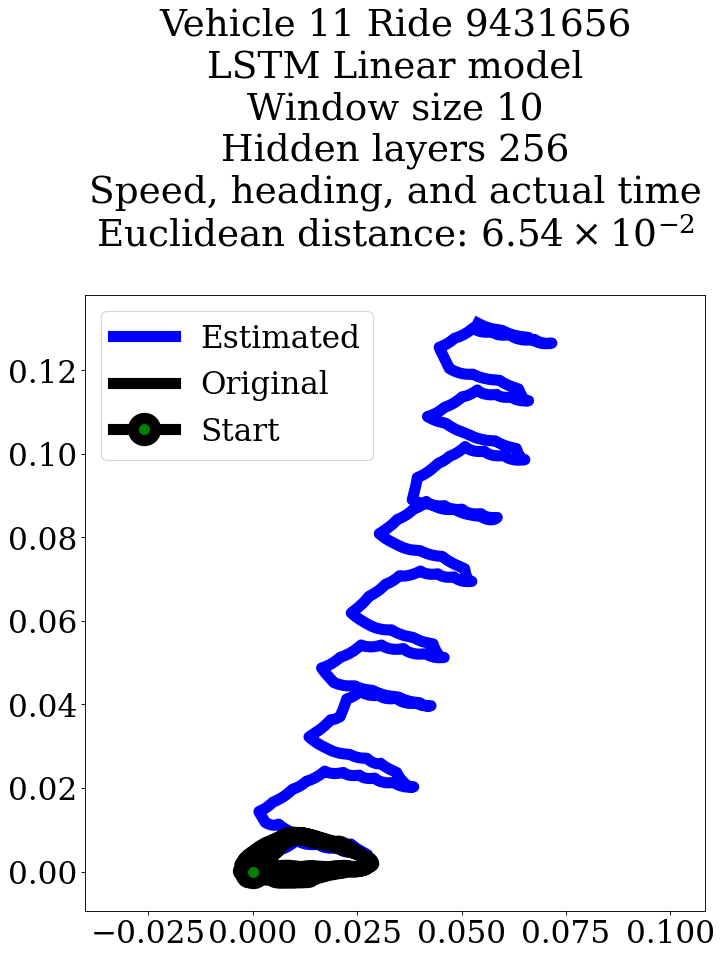 Vehicle 11 Ride 9431656
LSTM Linear model
Window size 10
Hidden layers 256
Speed, heading, and actual time
Euclidean distance: 6.54 × 10⁻²
Estimated
Original
Start
0.12
0.10
0.08
0.06
0.04
0.02
0.00
−0.025 0.000 0.025 0.050 0.075 0.100